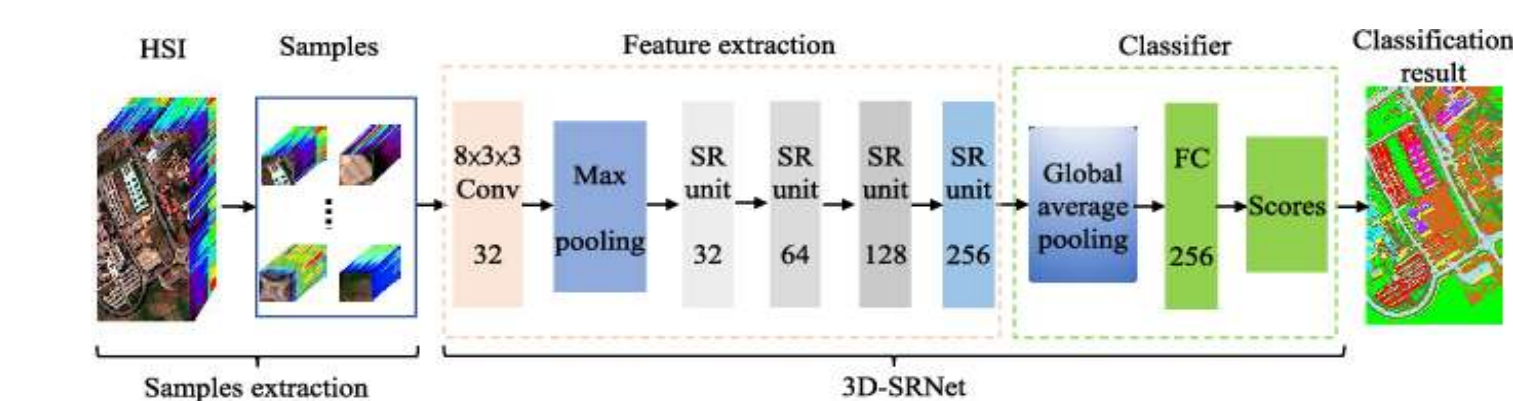 HSI
Samples
Feature extraction
Classifier
Classification
result
8x3x3
Conv
32
Max
pooling
SR
unit
32
SR
unit
64
SR
unit
128
SR
unit
256
Global
average
pooling
FC
256
Scores
Samples extraction
3D-SRNet